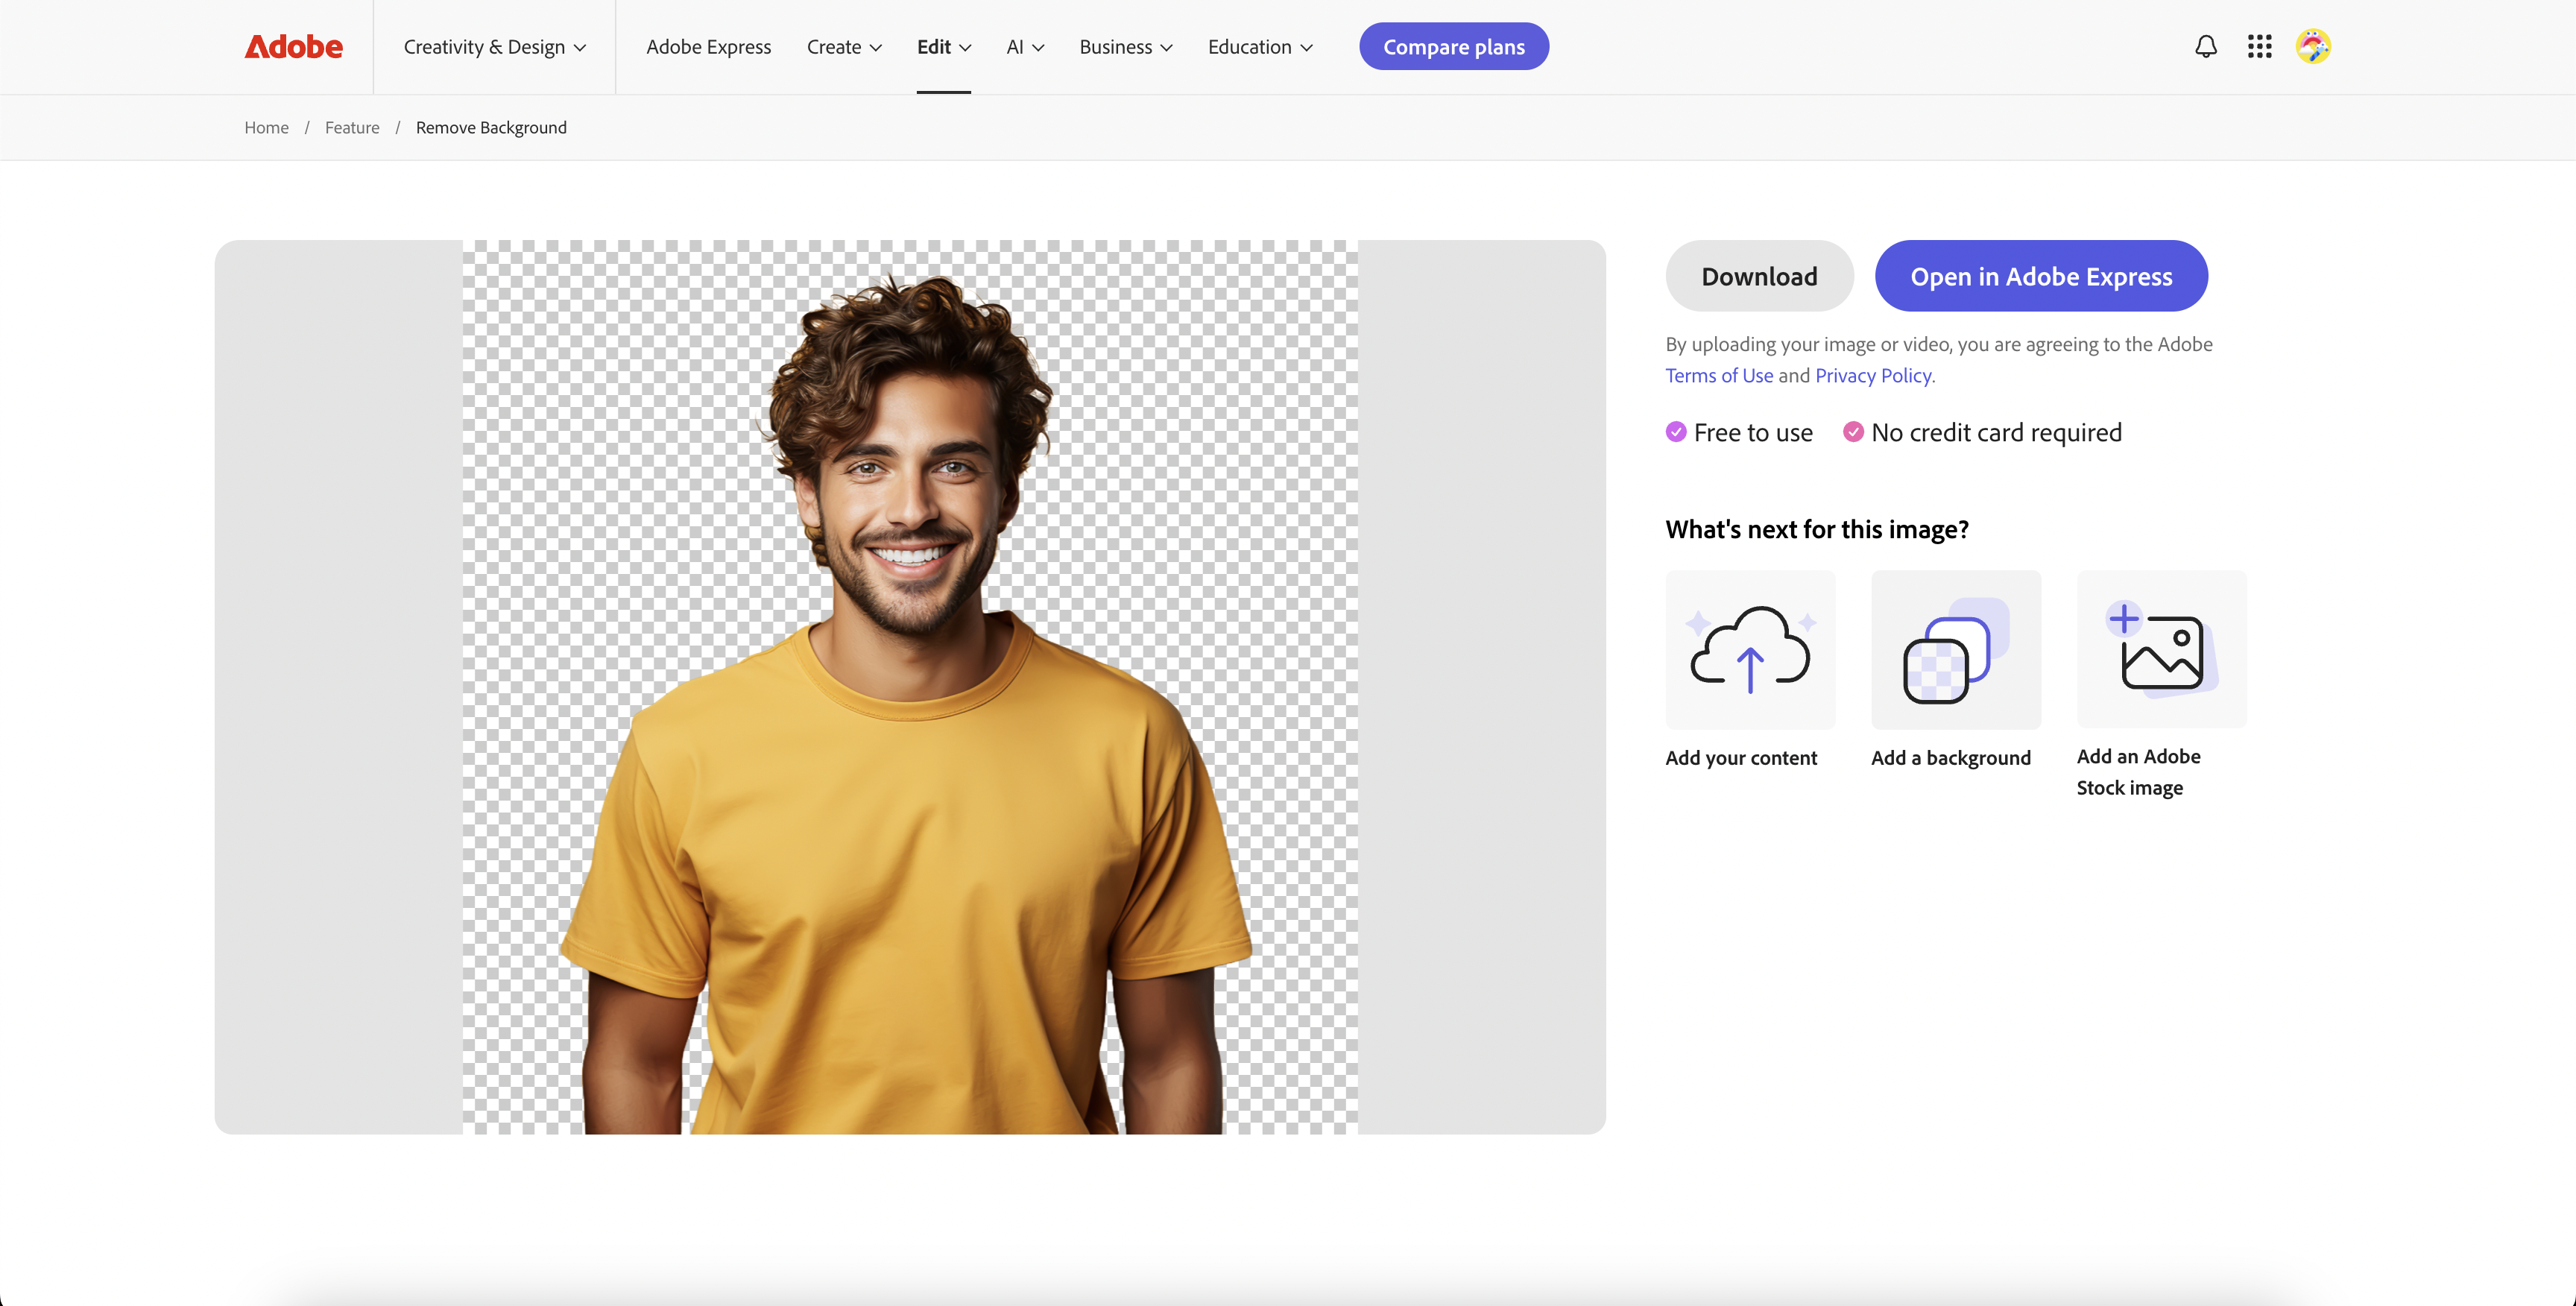 Adobe
Creativity & Design
Adobe Express
Create
Edit
AI
Business
Education
Compare plans
Home / Feature / Remove Background
Download
Open in Adobe Express
By uploading your image or video, you are agreeing to the Adobe
Terms of Use and Privacy Policy.
Free to use
No credit card required
What's next for this image?
Add your content
Add a background
Add an Adobe
Stock image